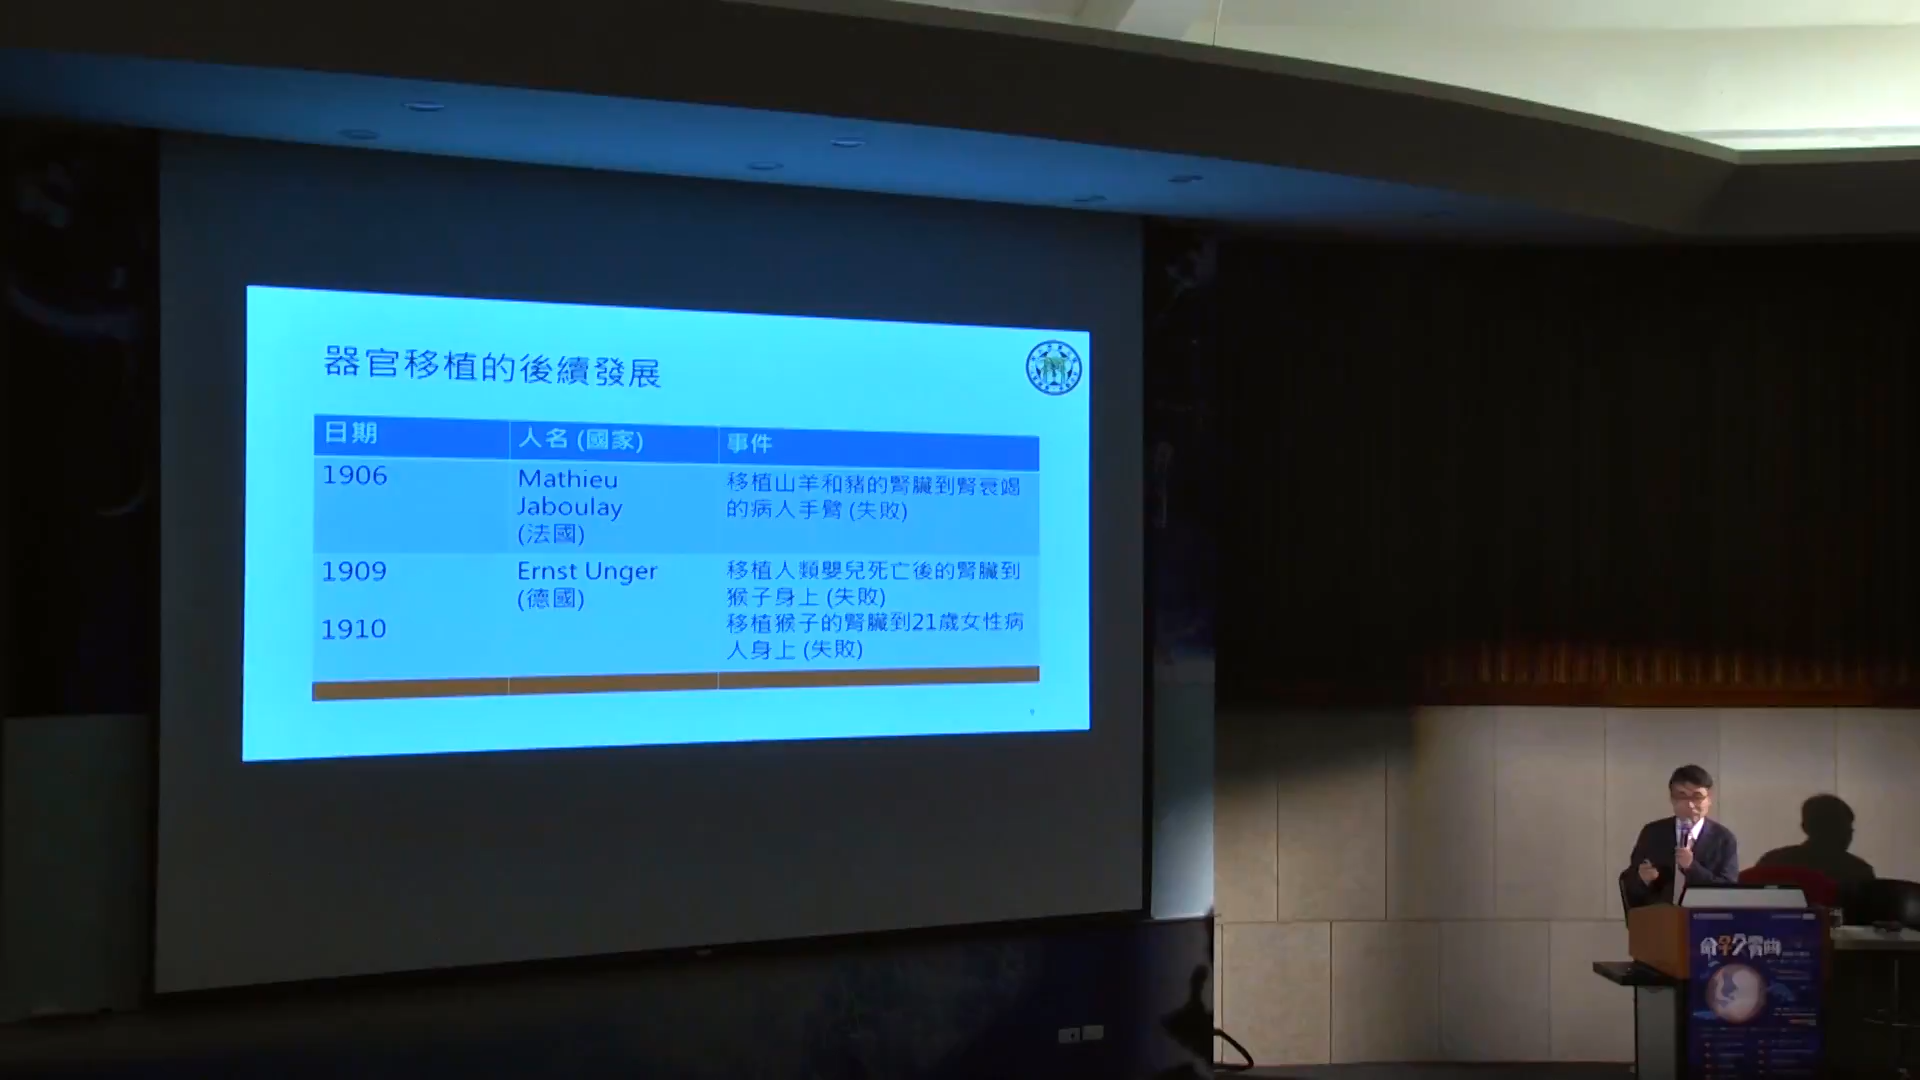 器官移植的後續發展
日期 人名 (國家) 事件
1906
Mathieu
Jaboulay
(法國)
移植山羊和豬的腎臟到腎衰竭
的病人手臂 (失敗)
1909
Ernst Unger
(德國)
移植人類嬰兒死亡後的腎臟到
猴子身上 (失敗)
1910
移植猴子的腎臟到21歲女性病
人身上 (失敗)